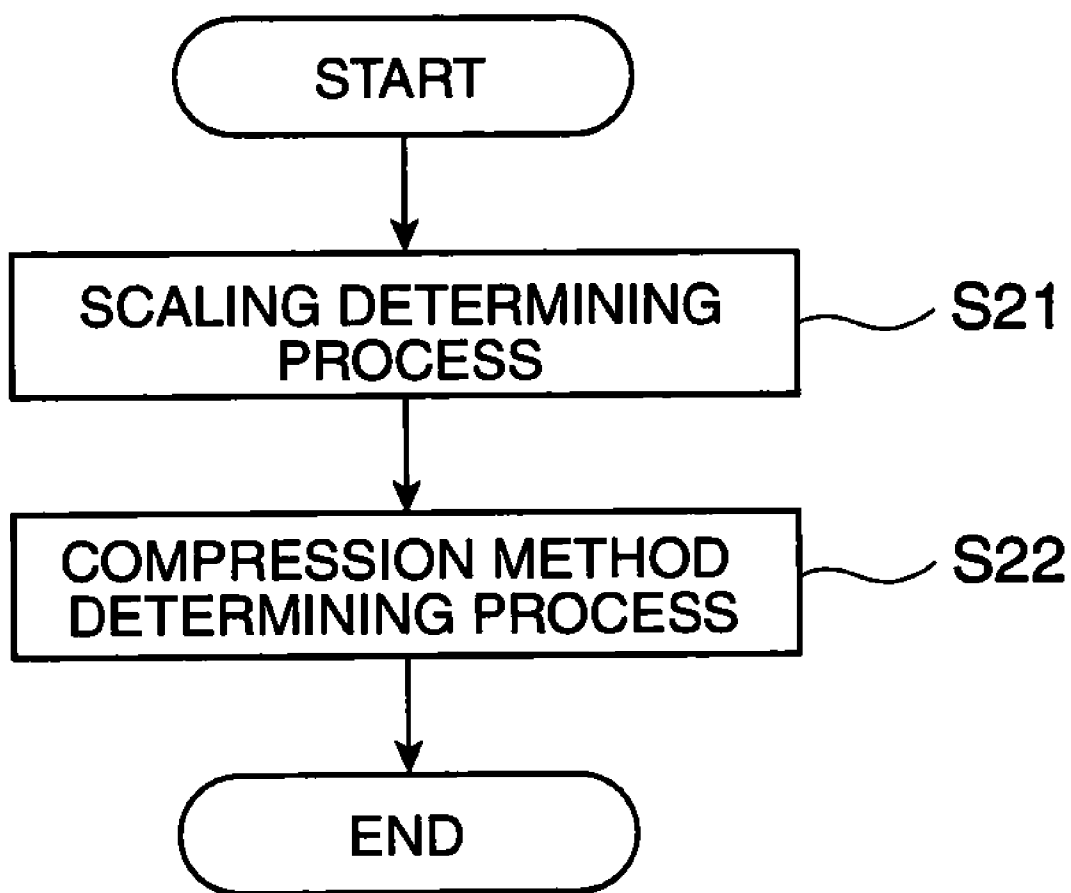 START
SCALING DETERMINING
PROCESS
S21
COMPRESSION METHOD
DETERMINING PROCESS
S22
END